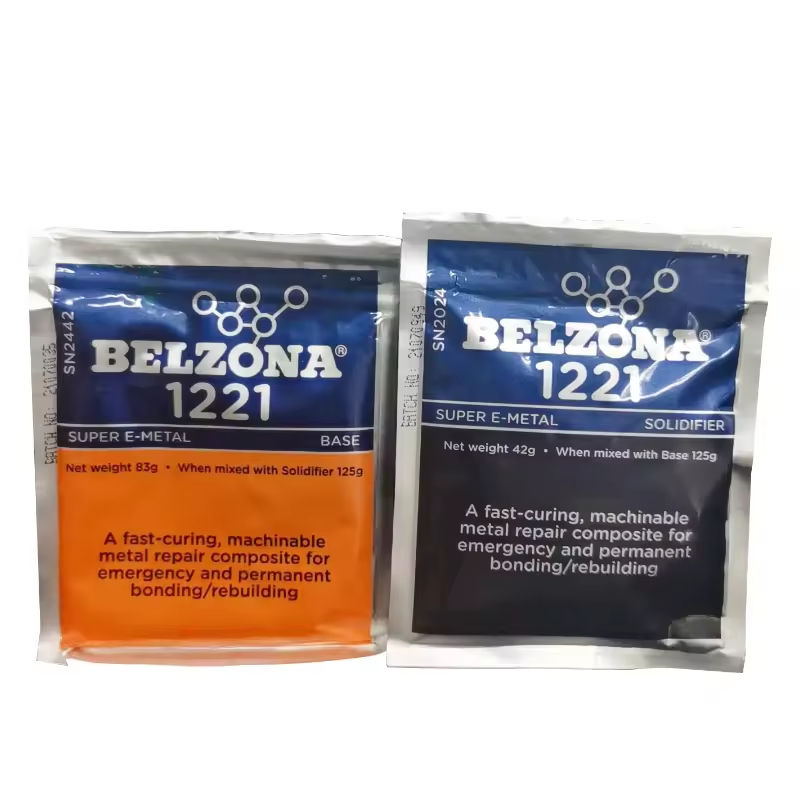 BATCH NO: 21070035
SN2442
BELZONA®
1221
SUPER E-METAL BASE
Net weight 83g • When mixed with Solidifier 125g
A fast-curing, machinable
metal repair composite for
emergency and permanent
bonding/rebuilding
BATCH NO: 21070949
SN2024
BELZONA®
1221
SUPER E-METAL SOLIDIFIER
Net weight 42g • When mixed with Base 125g
A fast-curing, machinable
metal repair composite for
emergency and permanent
bonding/rebuilding